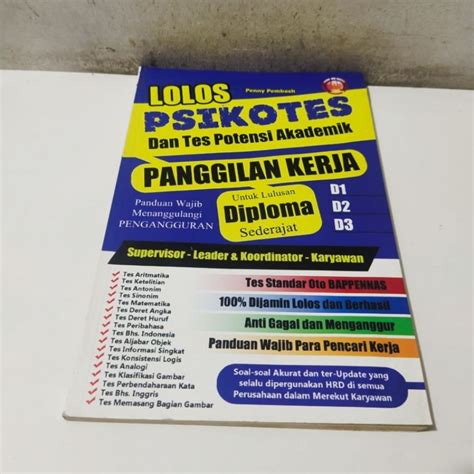 LOLOS
Penny Pembash
PSIKOTES
Dan Tes Potensi Akademik
PANGGILAN KERJA
Panduan Wajib
Menanggulangi
PENGANGGURAN
Untuk Lulusan
Diploma
Sederajat
D1
D2
D3
Supervisor - Leader & Koordinator - Karyawan
Tes Aritmatika
Tes Ketelitian
Tes Antonim
Tes Sinonim
Tes Matematika
Tes Deret Angka
Tes Deret Huruf
Tes Peribahasa
Tes Bhs. Indonesia
Tes Aljabar Objek
Tes Informasi Singkat
Tes Konsistensi Logis
Tes Analogi
Tes Klasifikasi Gambar
Tes Perbendaharaan Kata
Tes Bhs. Inggris
Tes Memasang Bagian Gambar
Tes Standar Oto BAPPENAS
100% Dijamin Lolos dan Berhasil
Anti Gagal dan Menganggur
Panduan Wajib Para Pencari Kerja
Soal-soal Akurat dan ter-Update yang
selalu dipergunakan HRD di semua
Perusahaan dalam Merekut Karyawan